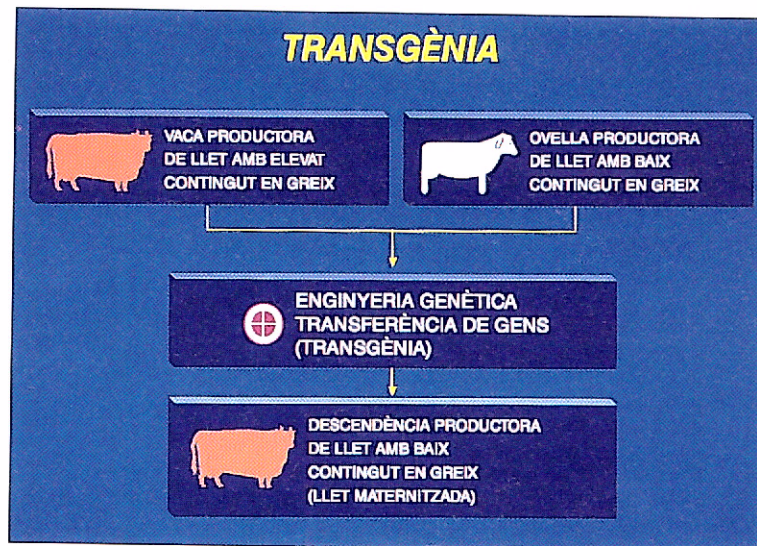 TRANSGÈNIA
VACA PRODUCTORA
DE LLET AMB ELEVAT
CONTINGUT EN GREIX
OVELLA PRODUCTORA
DE LLET AMB BAIX
CONTINGUT EN GREIX
ENGINYERIA GENÈTICA
TRANSFERÈNCIA DE GENS
(TRANSGÈNIA)
DESCENDÈNCIA PRODUCTORA
DE LLET AMB BAIX
CONTINGUT EN GREIX
(LLET MATERNITZADA)